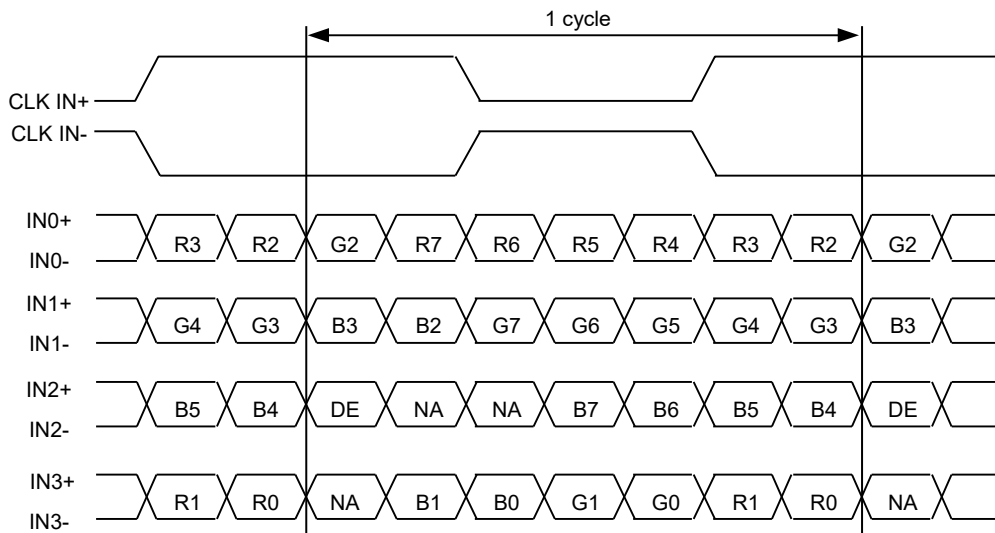 1 cycle
CLK IN+
CLK IN-
IN0+
R3 R2 G2 R7 R6 R5 R4 R3 R2 G2
IN0-
IN1+
G4 G3 B3 B2 G7 G6 G5 G4 G3 B3
IN1-
IN2+
B5 B4 DE NA NA B7 B6 B5 B4 DE
IN2-
IN3+
R1 R0 NA B1 B0 G1 G0 R1 R0 NA
IN3-